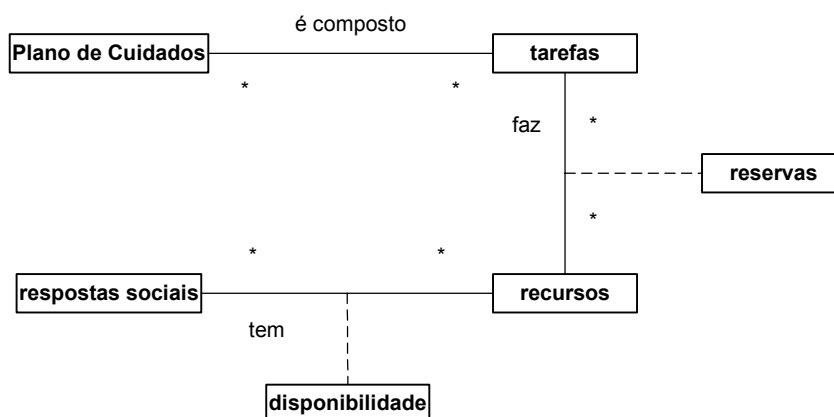 é composto
Plano de Cuidados
tarefas
*
*
faz
*
reservas
*
*
*
respostas sociais
recursos
tem
disponibilidade